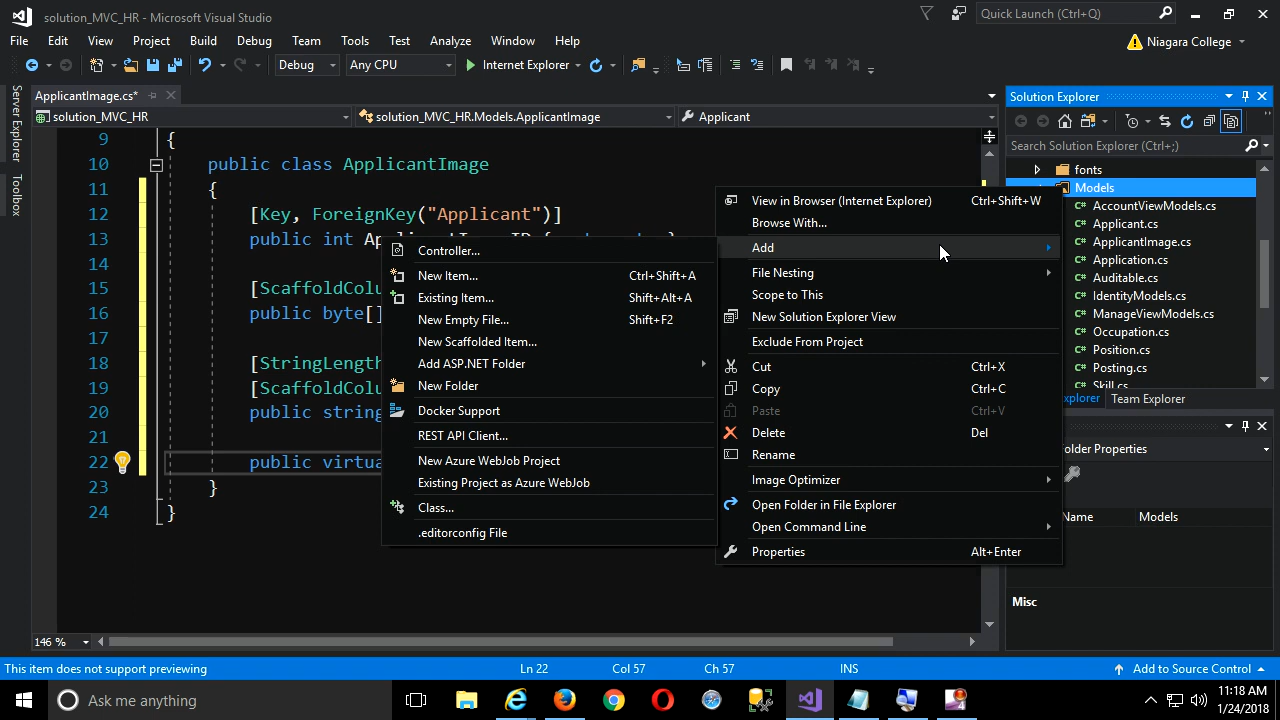 solution_MVC_HR - Microsoft Visual Studio
Quick Launch (Ctrl+Q)
File Edit View Project Build Debug Team Tools Test Analyze Window Help
Niagara College
Debug Any CPU Internet Explorer
Server Explorer
Toolbox
ApplicantImage.cs*
solution_MVC_HR solution_MVC_HR.Models.ApplicantImage Applicant
9 {
10 public class ApplicantImage
11 {
12 [Key, ForeignKey("Applicant")]
13 public int
14
15 [ScaffoldColu
16 public byte[]
17
18 [StringLength
19 [ScaffoldColu
20 public string
21
22 public virtua
23 }
24 }
Controller...
New Item... Ctrl+Shift+A
Existing Item... Shift+Alt+A
New Empty File... Shift+F2
New Scaffolded Item...
Add ASP.NET Folder
New Folder
Docker Support
REST API Client...
New Azure WebJob Project
Existing Project as Azure WebJob
Class...
.editorconfig File
View in Browser (Internet Explorer) Ctrl+Shift+W
Browse With...
Add
File Nesting
Scope to This
New Solution Explorer View
Exclude From Project
Cut Ctrl+X
Copy Ctrl+C
Paste Ctrl+V
Delete Del
Rename
Image Optimizer
Open Folder in File Explorer
Open Command Line
Properties Alt+Enter
Solution Explorer
Search Solution Explorer (Ctrl+;)
fonts
Models
C# AccountViewModels.cs
C# Applicant.cs
C# ApplicantImage.cs
C# Application.cs
C# Auditable.cs
C# IdentityModels.cs
C# ManageViewModels.cs
C# Occupation.cs
C# Position.cs
C# Posting.cs
C# Skill.cs
xplorer Team Explorer
older Properties
Name Models
Misc
146 %
This item does not support previewing Ln 22 Col 57 Ch 57 INS Add to Source Control
Ask me anything
11:18 AM
1/24/2018